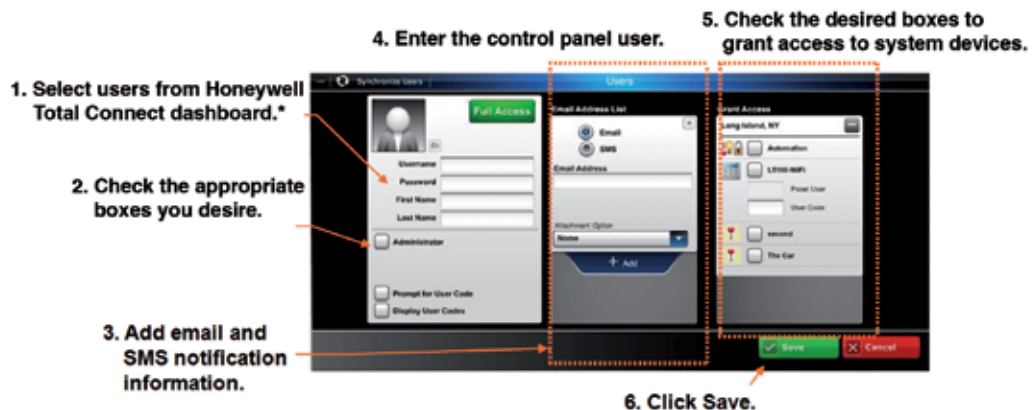 5. Check the desired boxes to
grant access to system devices.
4. Enter the control panel user.
1. Select users from Honeywell
Total Connect dashboard.*
2. Check the appropriate
boxes you desire.
3. Add email and
SMS notification
information.
6. Click Save.
Synchronize Users
Users
Full Access
Username
Password
First Name
Last Name
Administrator
Prompt for User Code
Display User Codes
Email Address List
Email
SMS
Email Address
Attachment Option
None
+ Add
Grant Access
Long Island, NY
Automation
L5100-WiFi
Panel User
User Code
second
The Car
Save
Cancel